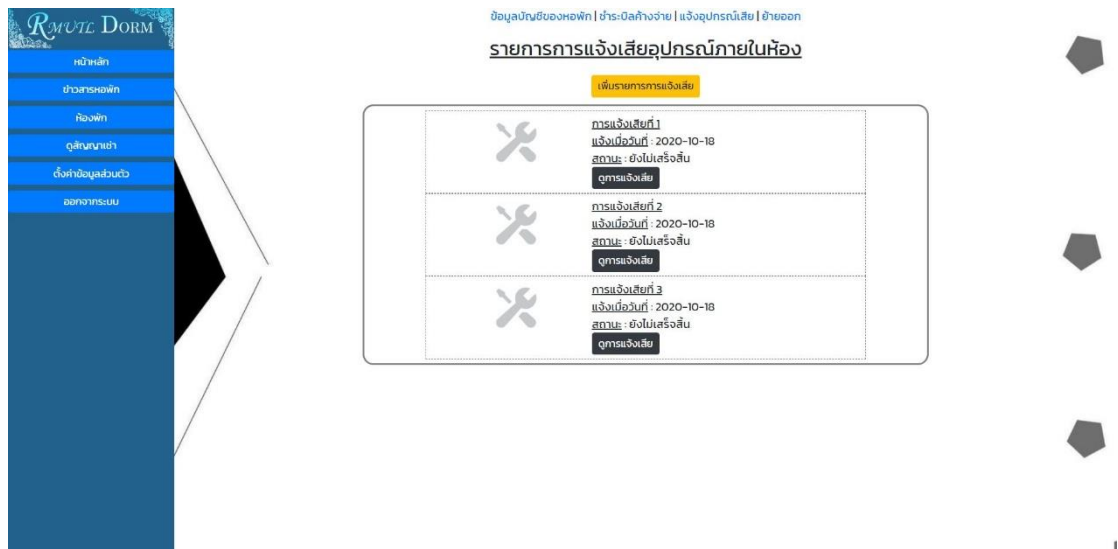 RMUTL DORM
หน้าหลัก
ข่าวสารหอพัก
ห้องพัก
ดูสัญญาเช่า
ตั้งค่าข้อมูลส่วนตัว
ออกจากระบบ
ข้อมูลบัญชีของหอพัก | ชำระบิลค้างจ่าย | แจ้งอุปกรณ์เสีย | ย้ายออก
รายการการแจ้งเสียอุปกรณ์ภายในห้อง
เพิ่มรายการการแจ้งเสีย
การแจ้งเสียที่ 1
แจ้งเมื่อวันที่ : 2020-10-18
สถานะ : ยังไม่เสร็จสิ้น
ดูการแจ้งเสีย
การแจ้งเสียที่ 2
แจ้งเมื่อวันที่ : 2020-10-18
สถานะ : ยังไม่เสร็จสิ้น
ดูการแจ้งเสีย
การแจ้งเสียที่ 3
แจ้งเมื่อวันที่ : 2020-10-18
สถานะ : ยังไม่เสร็จสิ้น
ดูการแจ้งเสีย